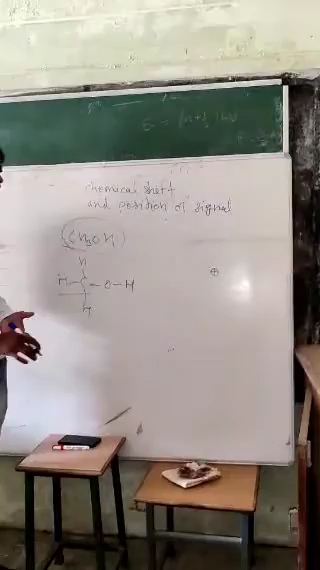 chemical shift
and position of signal
(CH3OH)
H
H-C-O-H
H
⊕